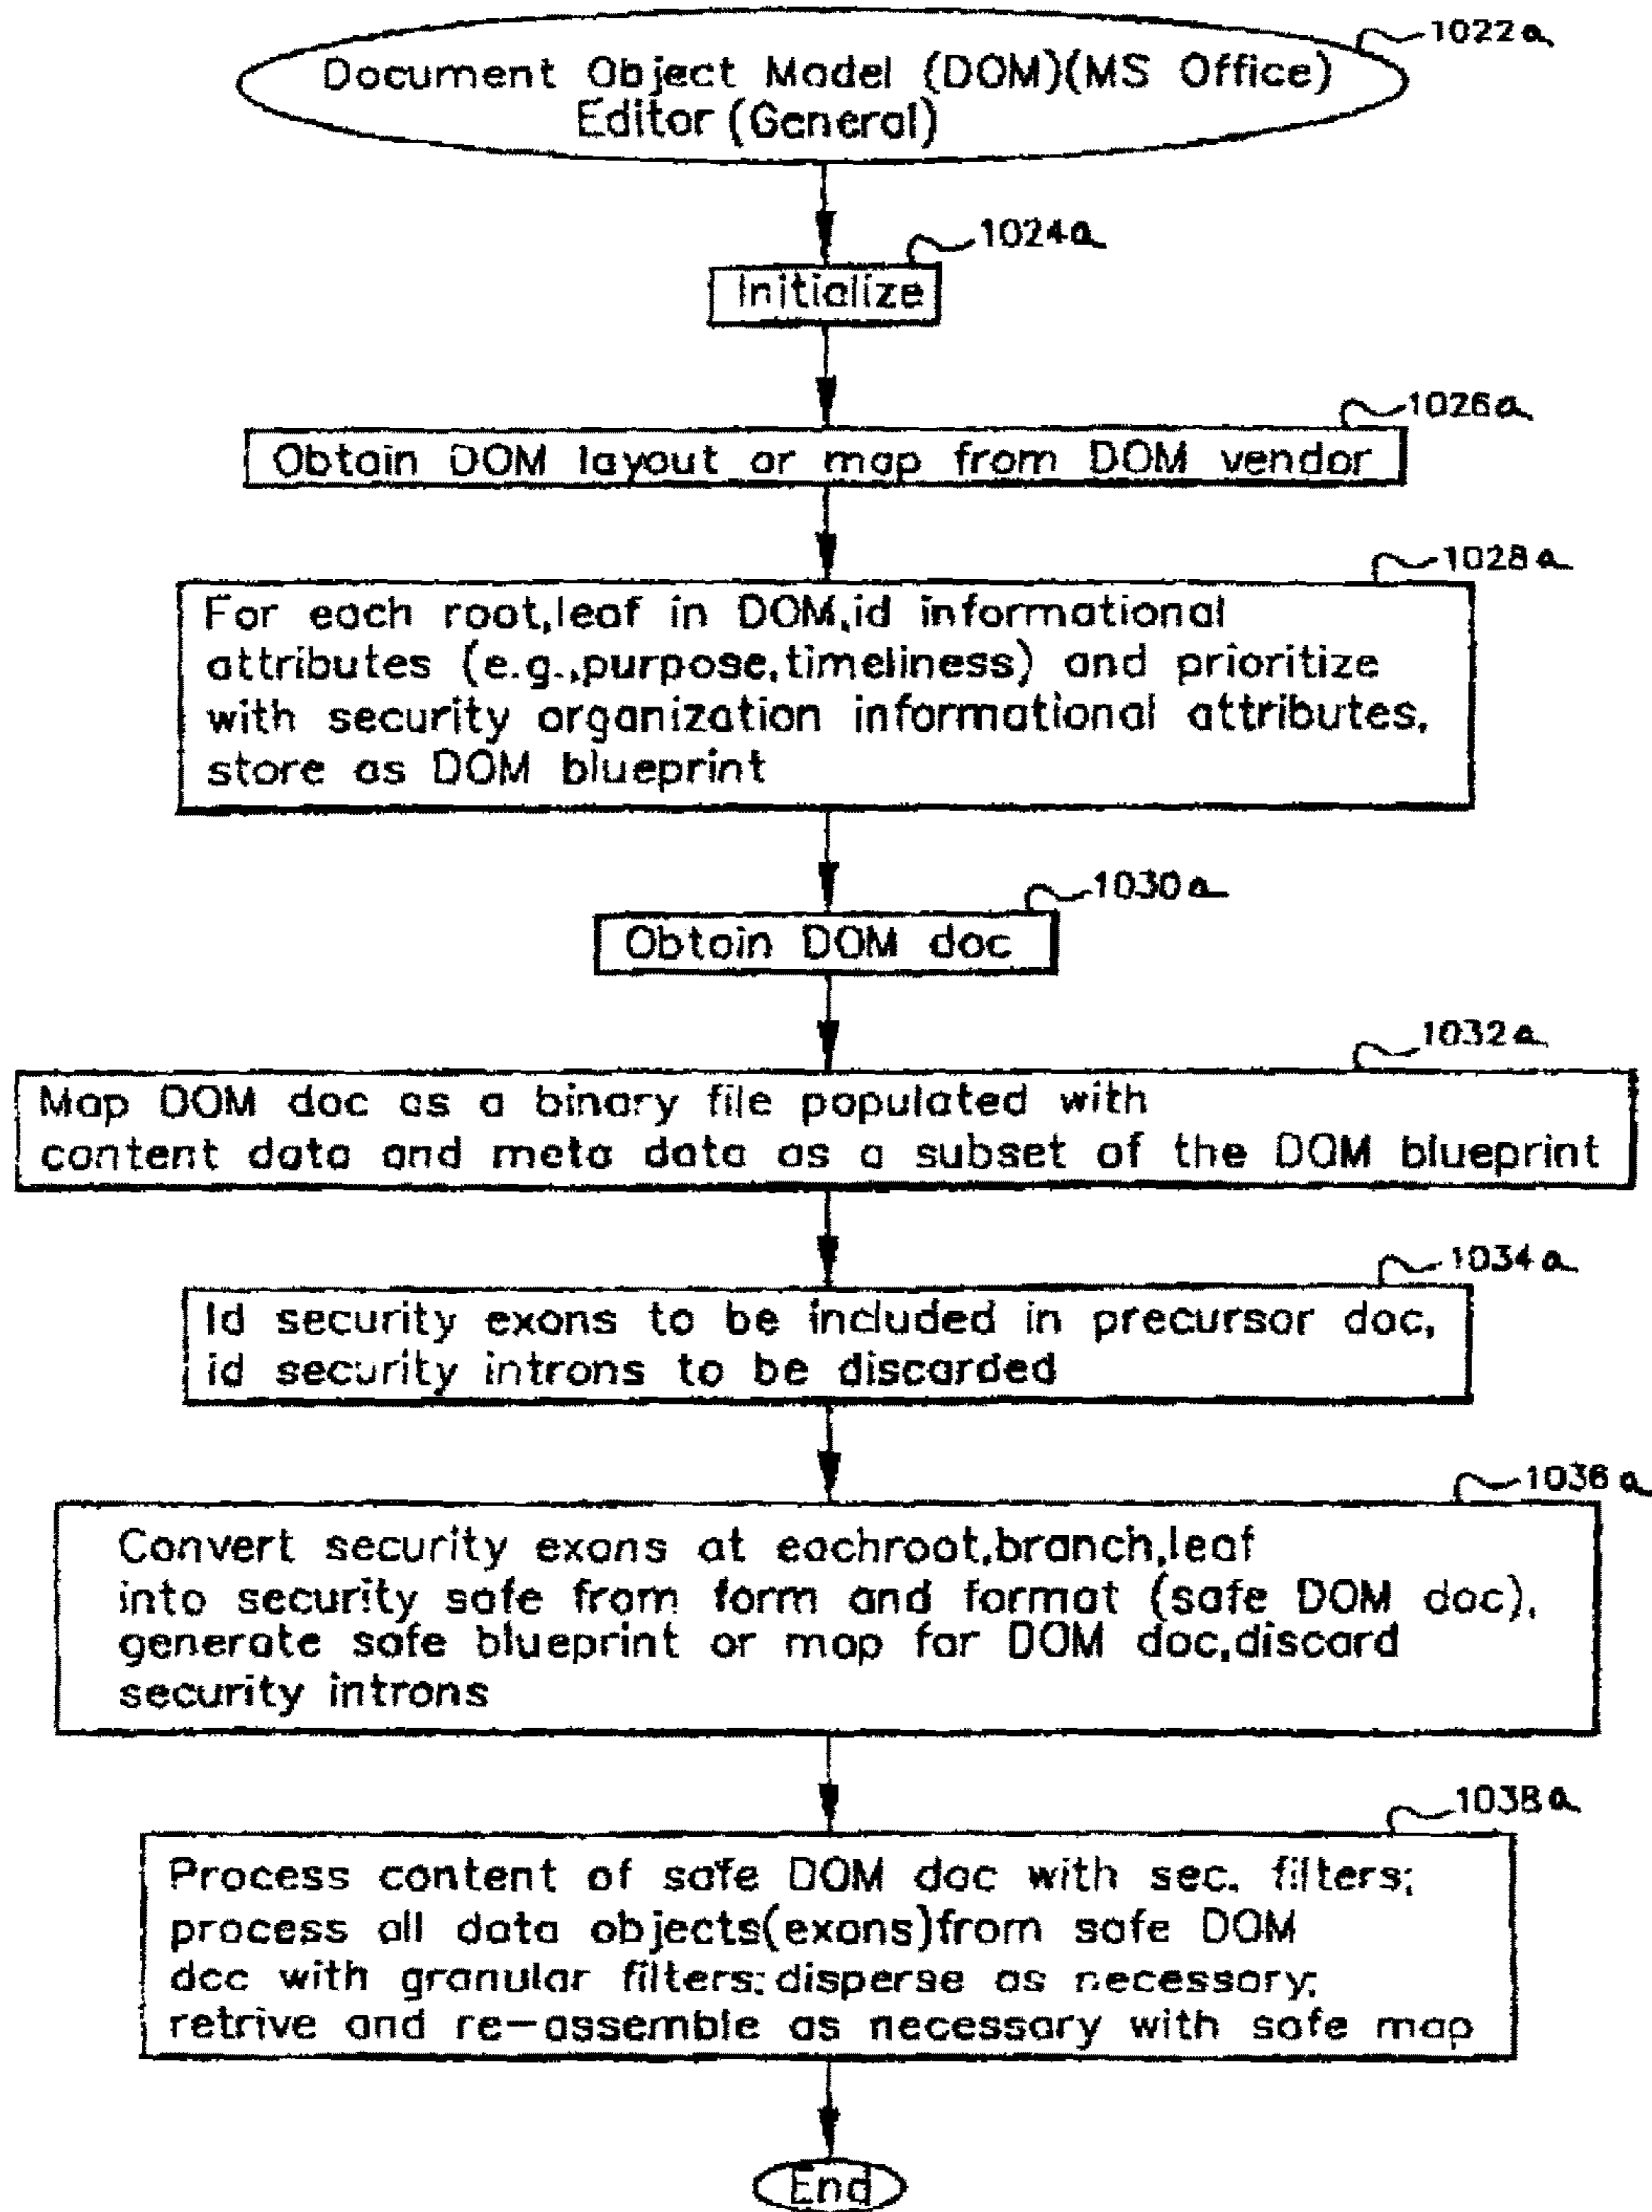 1022a
Document Object Model (DOM)(MS Office)
Editor (General)
1024a
Initialize
1026a
Obtain DOM layout or map from DOM vendor
1028a
For each root,leaf in DOM,id informational
attributes (e.g.,purpose,timeliness) and prioritize
with security organization informational attributes,
store as DOM blueprint
1030a
Obtain DOM doc
1032a
Map DOM doc as a binary file populated with
content data and meta data as a subset of the DOM blueprint
1034a
Id security exons to be included in precursor doc,
id security introns to be discarded
1036a
Convert security exons at eachroot,branch,leaf
into security safe from form and format (safe DOM doc),
generate safe blueprint or map for DOM doc,discard
security introns
1038a
Process content of safe DOM doc with sec. filters;
process all data objects(exons)from safe DOM
doc with granular filters;disperse as necessary;
retrive and re-assemble as necessary with safe map
End